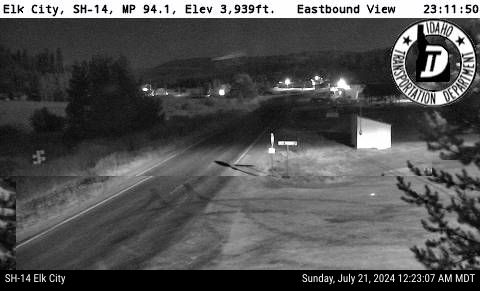 Elk City, SH-14, MP 94.1, Elev 3,939ft. Eastbound View 23:11:50
IDAHO
TRANSPORTATION DEPARTMENT
SH-14 Elk City Sunday, July 21, 2024 12:23:07 AM MDT